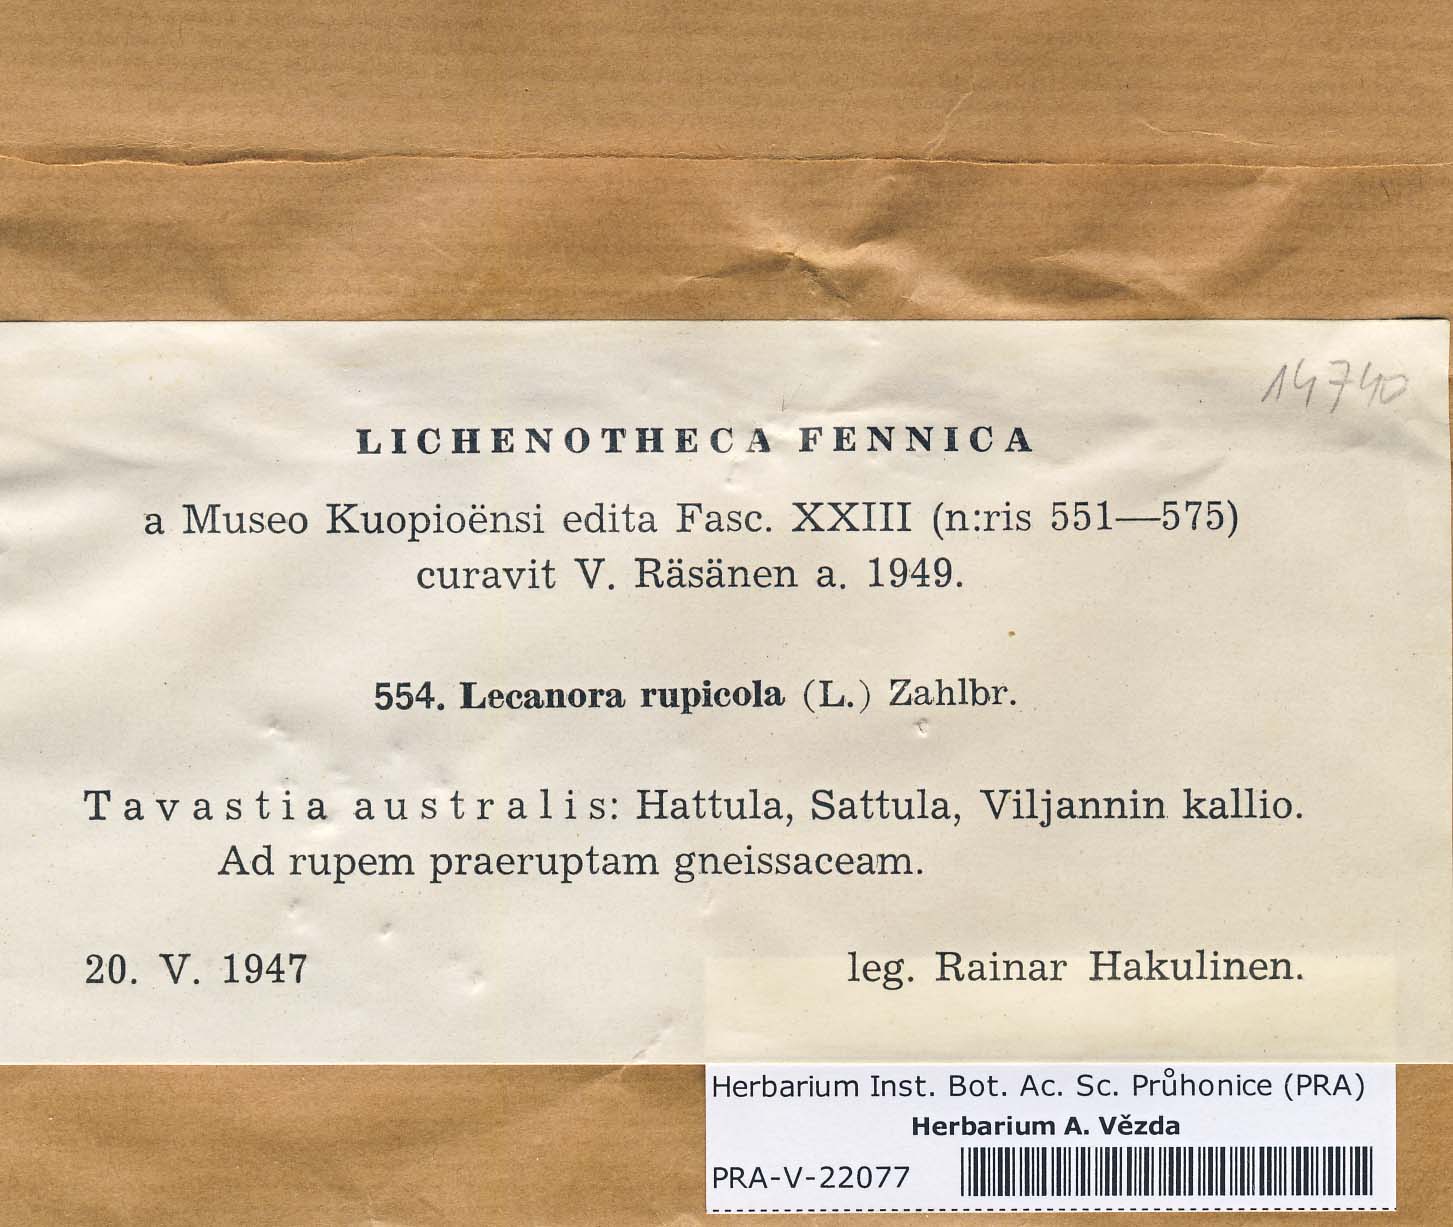 14740
LICHENOTHECA FENNICA
a Museo Kuopioënsi edita Fasc. XXIII (n:ris 551—575)
curavit V. Räsänen a. 1949.
554. Lecanora rupicola (L.) Zahlbr.
Tavastia australis: Hattula, Sattula, Viljannin kallio.
Ad rupem praeruptam gneissaceam.
20. V. 1947 leg. Rainar Hakulinen.
Herbarium Inst. Bot. Ac. Sc. Průhonice (PRA)
Herbarium A. Vězda
PRA-V-22077